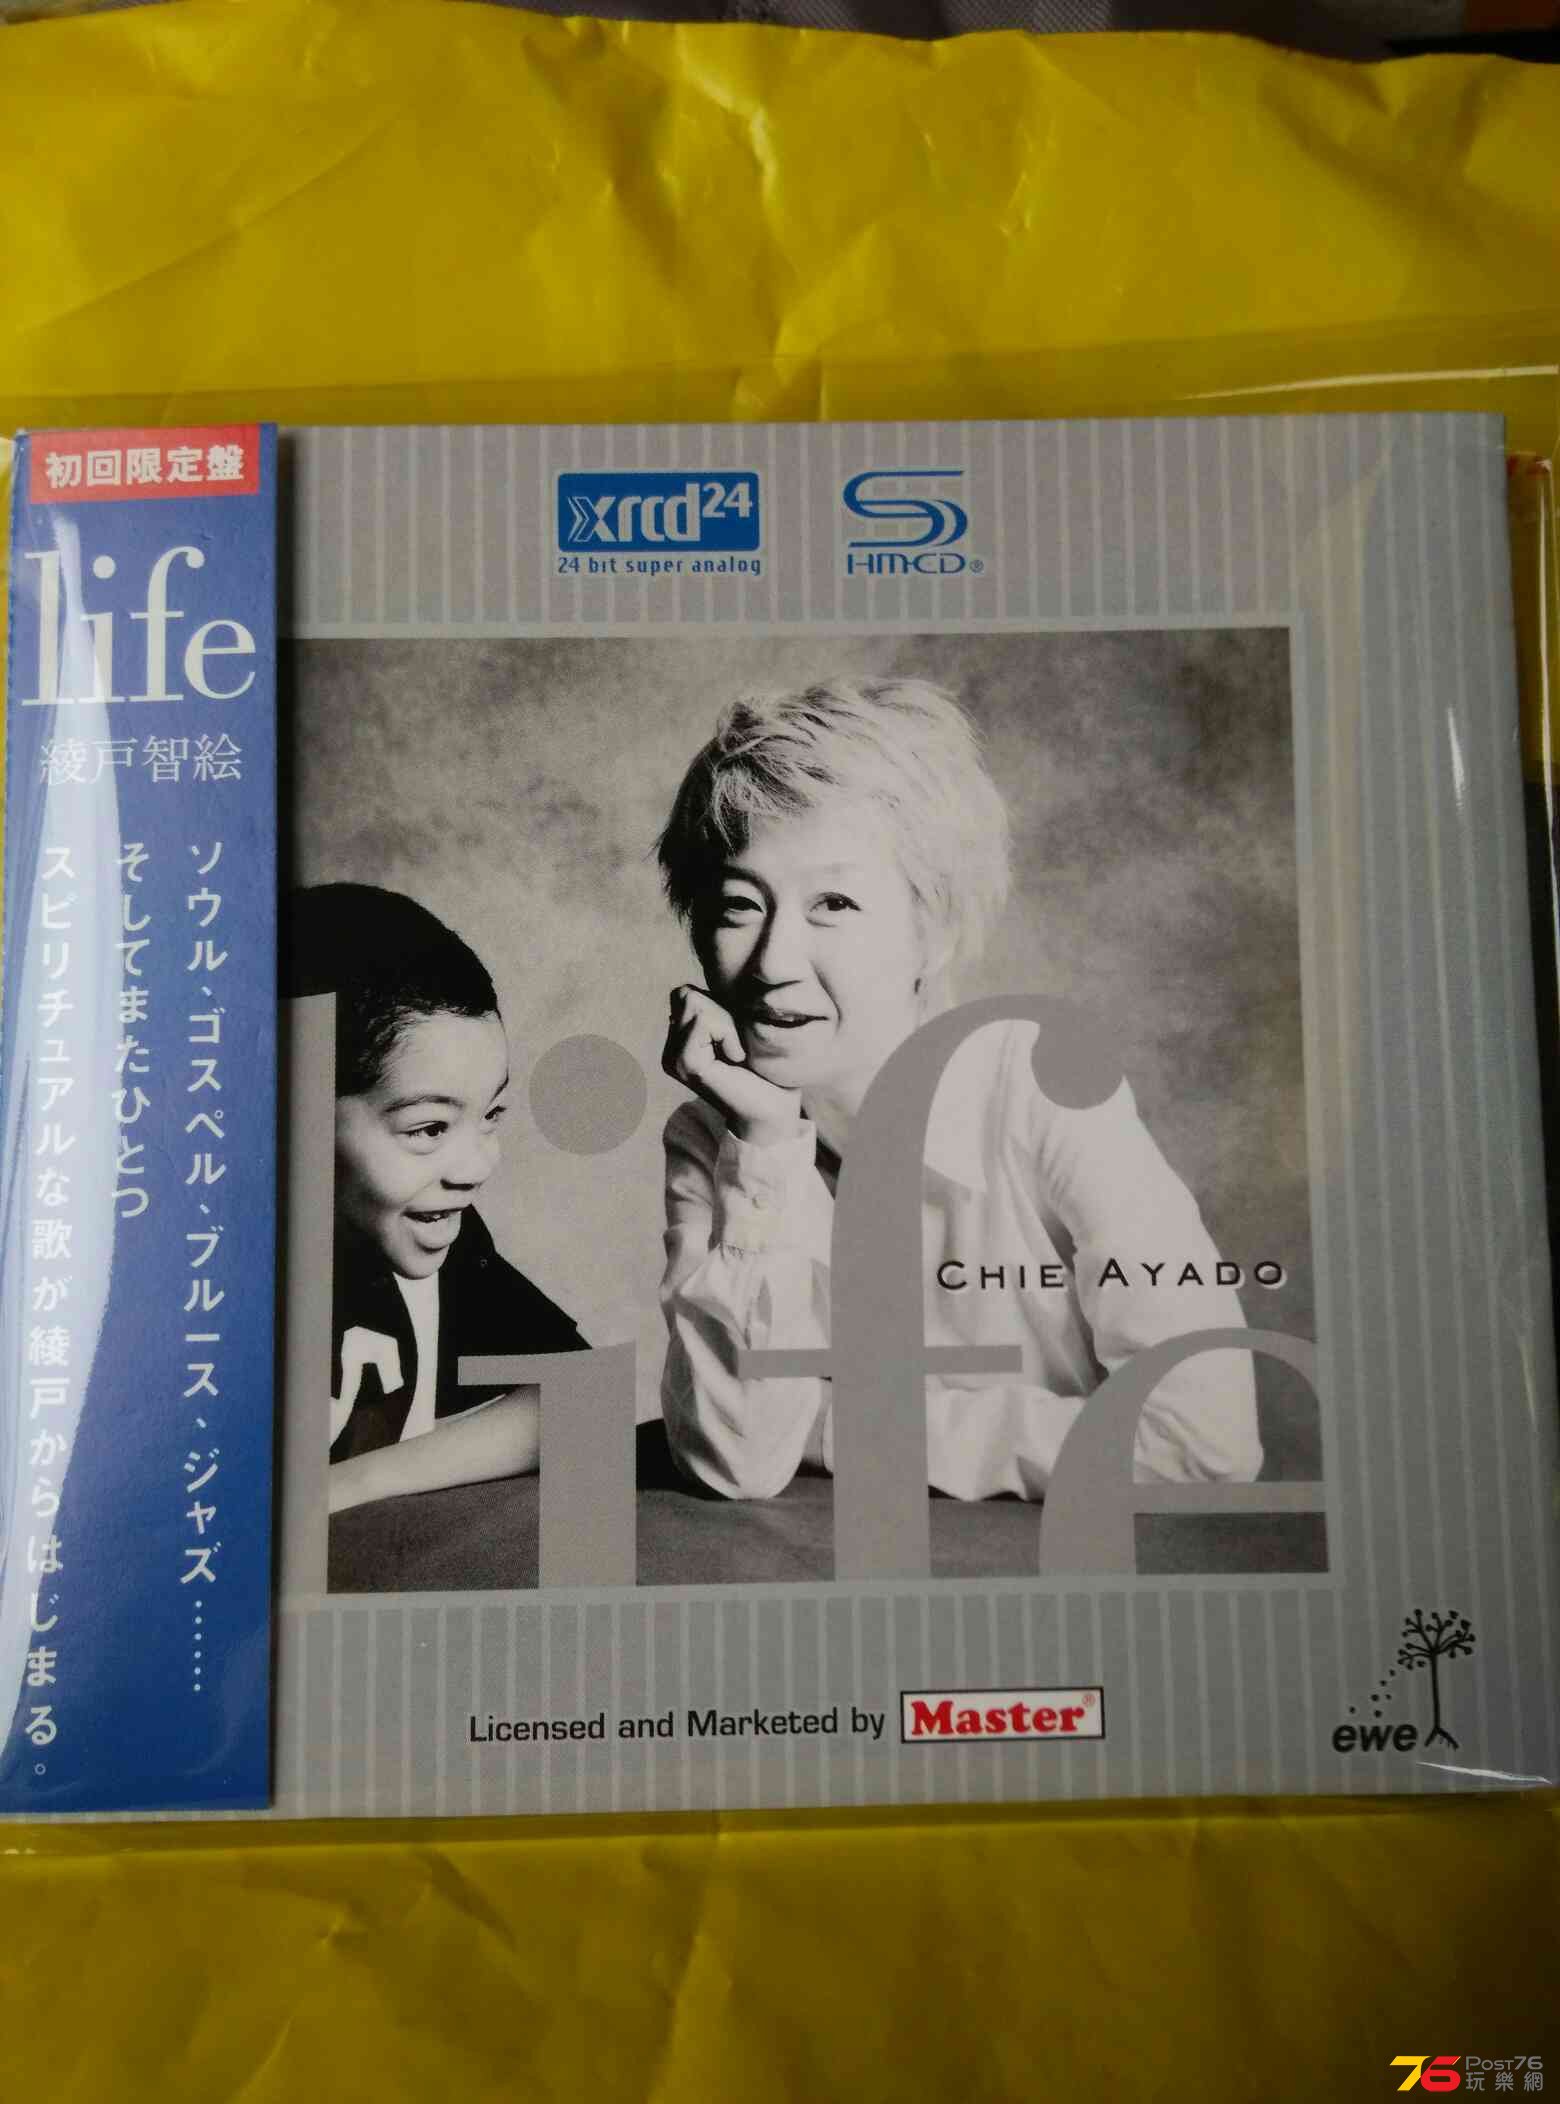 初回限定盤
life
綾戸智絵
ソウル、ゴスペル、ブルース、ジャズ……
そしてまたひとつ
スピリチュアルな歌が綾戸からはじまる。
xrcd24
24 bit super analog
SHM-CD®
life
CHIE AYADO
Licensed and Marketed by Master®
ewe
76 POST76
玩樂網